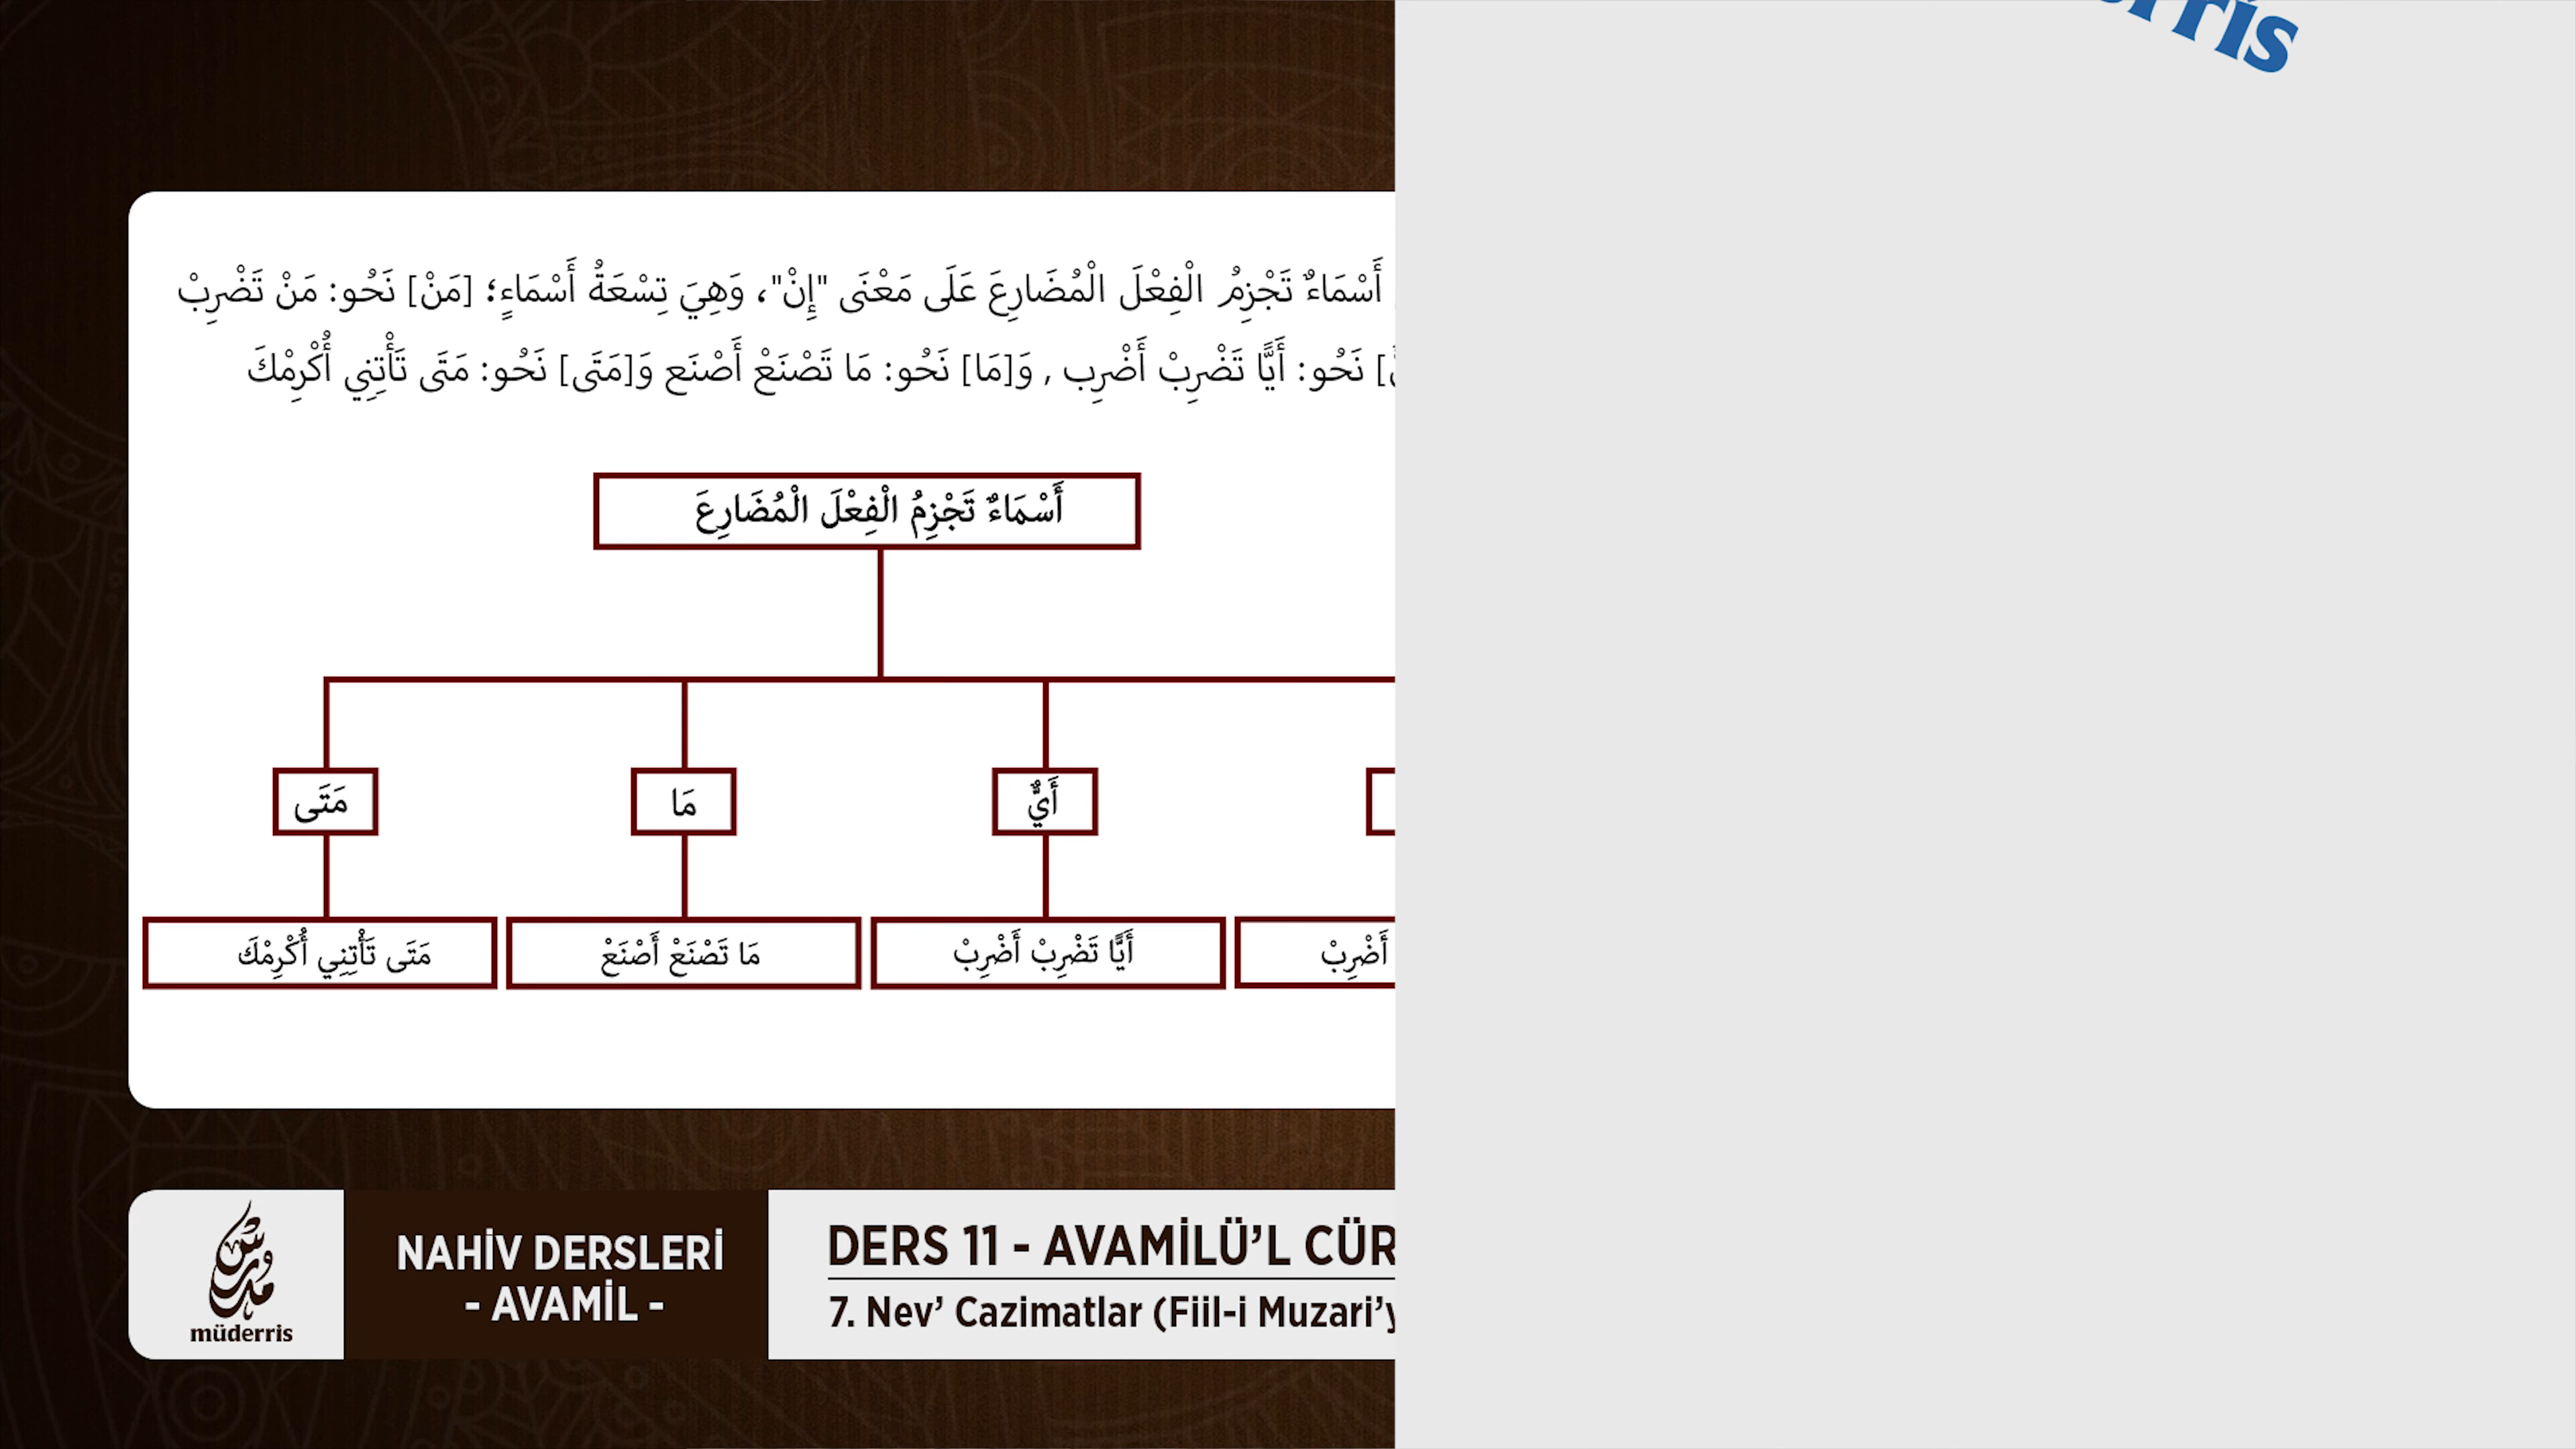 أَسْمَاءٌ تَجْزِمُ الْفِعْلَ الْمُضَارِعَ عَلَى مَعْنَى "إِنْ"، وَهِيَ تِسْعَةُ أَسْمَاءٍ؛ [مَنْ] نَحُو: مَنْ تَضْرِبْ
] نَحُو: أَيًّا تَضْرِبْ أَضْرِب , وَ[مَا] نَحُو: مَا تَصْنَعْ أَصْنَع وَ[مَتَى] نَحُو: مَتَى تَأْتِنِي أُكْرِمْكَ
أَسْمَاءٌ تَجْزِمُ الْفِعْلَ الْمُضَارِعَ
أَيٌّ
مَا
مَتَى
أَضْرِبْ
أَيًّا تَضْرِبْ أَضْرِبْ
مَا تَصْنَعْ أَصْنَعْ
مَتَى تَأْتِنِي أُكْرِمْكَ
müderris
NAHİV DERSLERİ
- AVAMİL -
DERS 11 - AVAMİLÜ’L CÜR
7. Nev’ Cazimatlar (Fiil-i Muzari’y